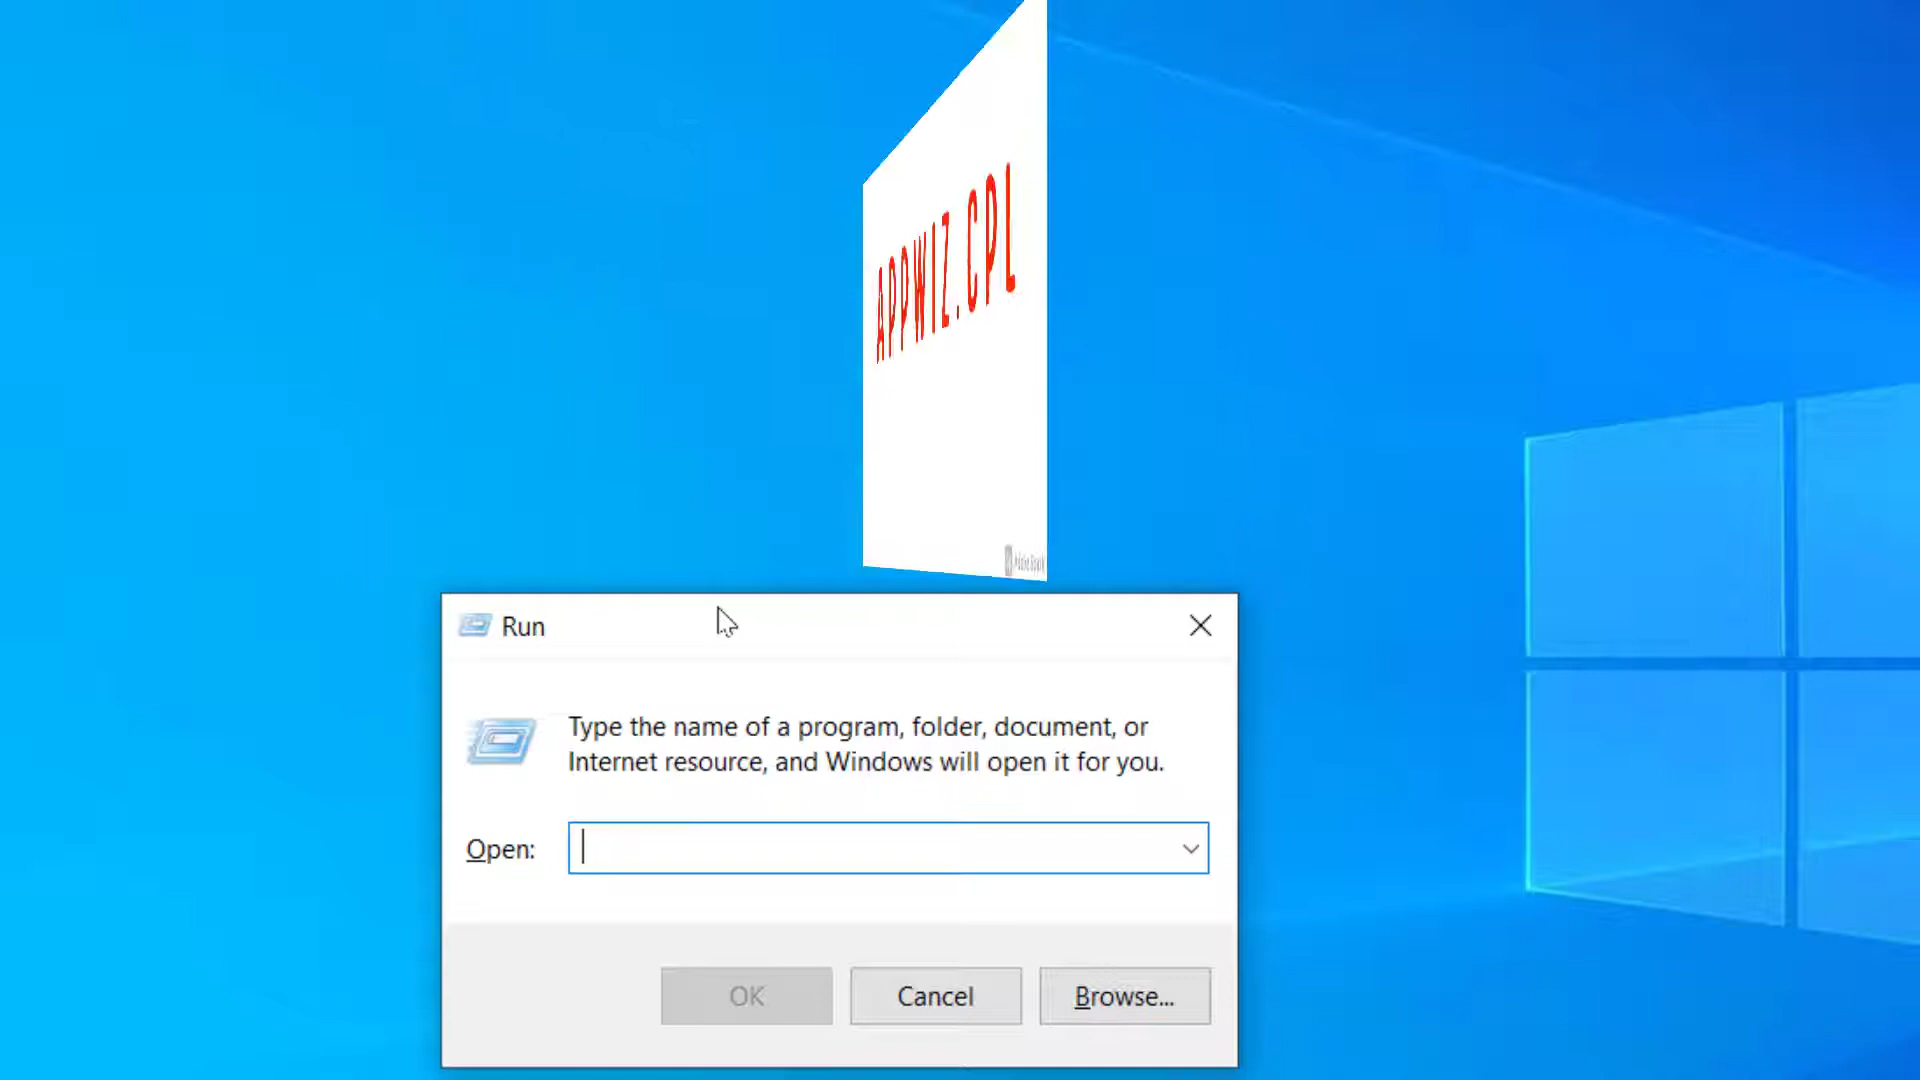 APPWIZ.CPL
Run
Type the name of a program, folder, document, or
Internet resource, and Windows will open it for you.
Open:
OK
Cancel
Browse...